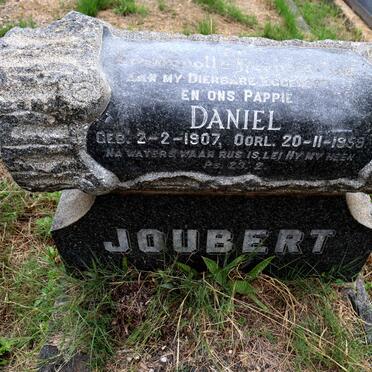 AAN MY DIERBARE
EN ONS PAPPIE
DANIEL
GEB. 2-2-1907, OORL. 20-11-1958
NA WATERS WAAR RUS IS, LEI HY MY HEEN
PS. 23:2
JOUBERT